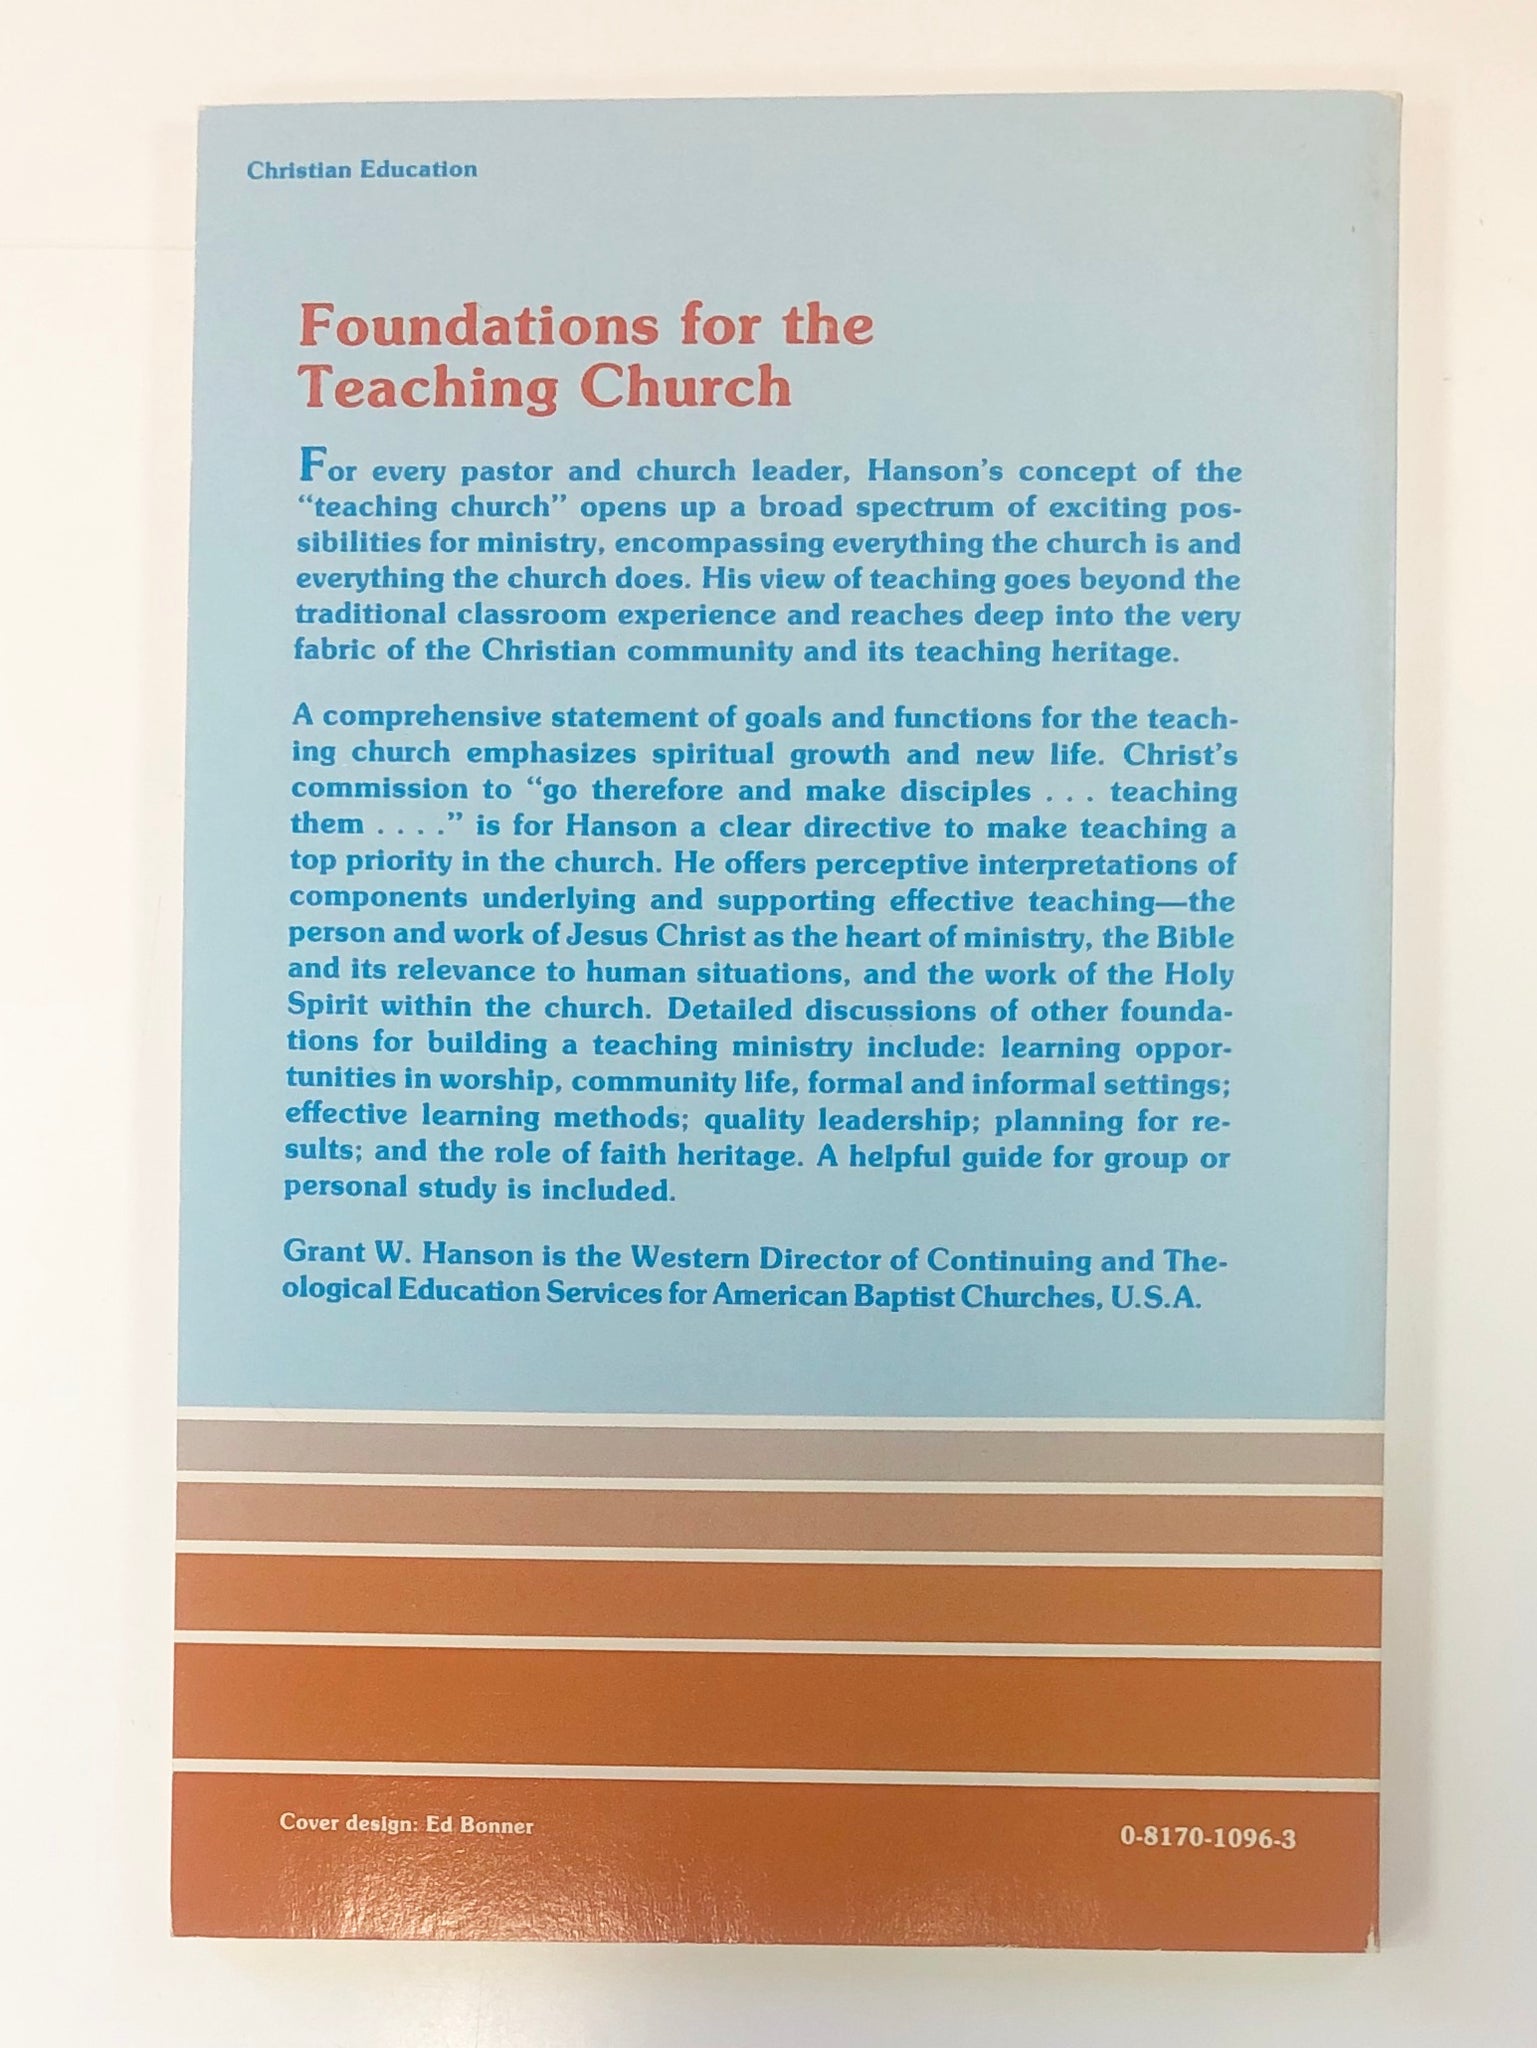 Christian Education
Foundations for the
Teaching Church
For every pastor and church leader, Hanson's concept of the
“teaching church” opens up a broad spectrum of exciting pos-
sibilities for ministry, encompassing everything the church is and
everything the church does. His view of teaching goes beyond the
traditional classroom experience and reaches deep into the very
fabric of the Christian community and its teaching heritage.
A comprehensive statement of goals and functions for the teach-
ing church emphasizes spiritual growth and new life. Christ's
commission to “go therefore and make disciples . . . teaching
them . . . .” is for Hanson a clear directive to make teaching a
top priority in the church. He offers perceptive interpretations of
components underlying and supporting effective teaching—the
person and work of Jesus Christ as the heart of ministry, the Bible
and its relevance to human situations, and the work of the Holy
Spirit within the church. Detailed discussions of other founda-
tions for building a teaching ministry include: learning oppor-
tunities in worship, community life, formal and informal settings;
effective learning methods; quality leadership; planning for re-
sults; and the role of faith heritage. A helpful guide for group or
personal study is included.
Grant W. Hanson is the Western Director of Continuing and The-
ological Education Services for American Baptist Churches, U.S.A.
Cover design: Ed Bonner
0-8170-1096-3